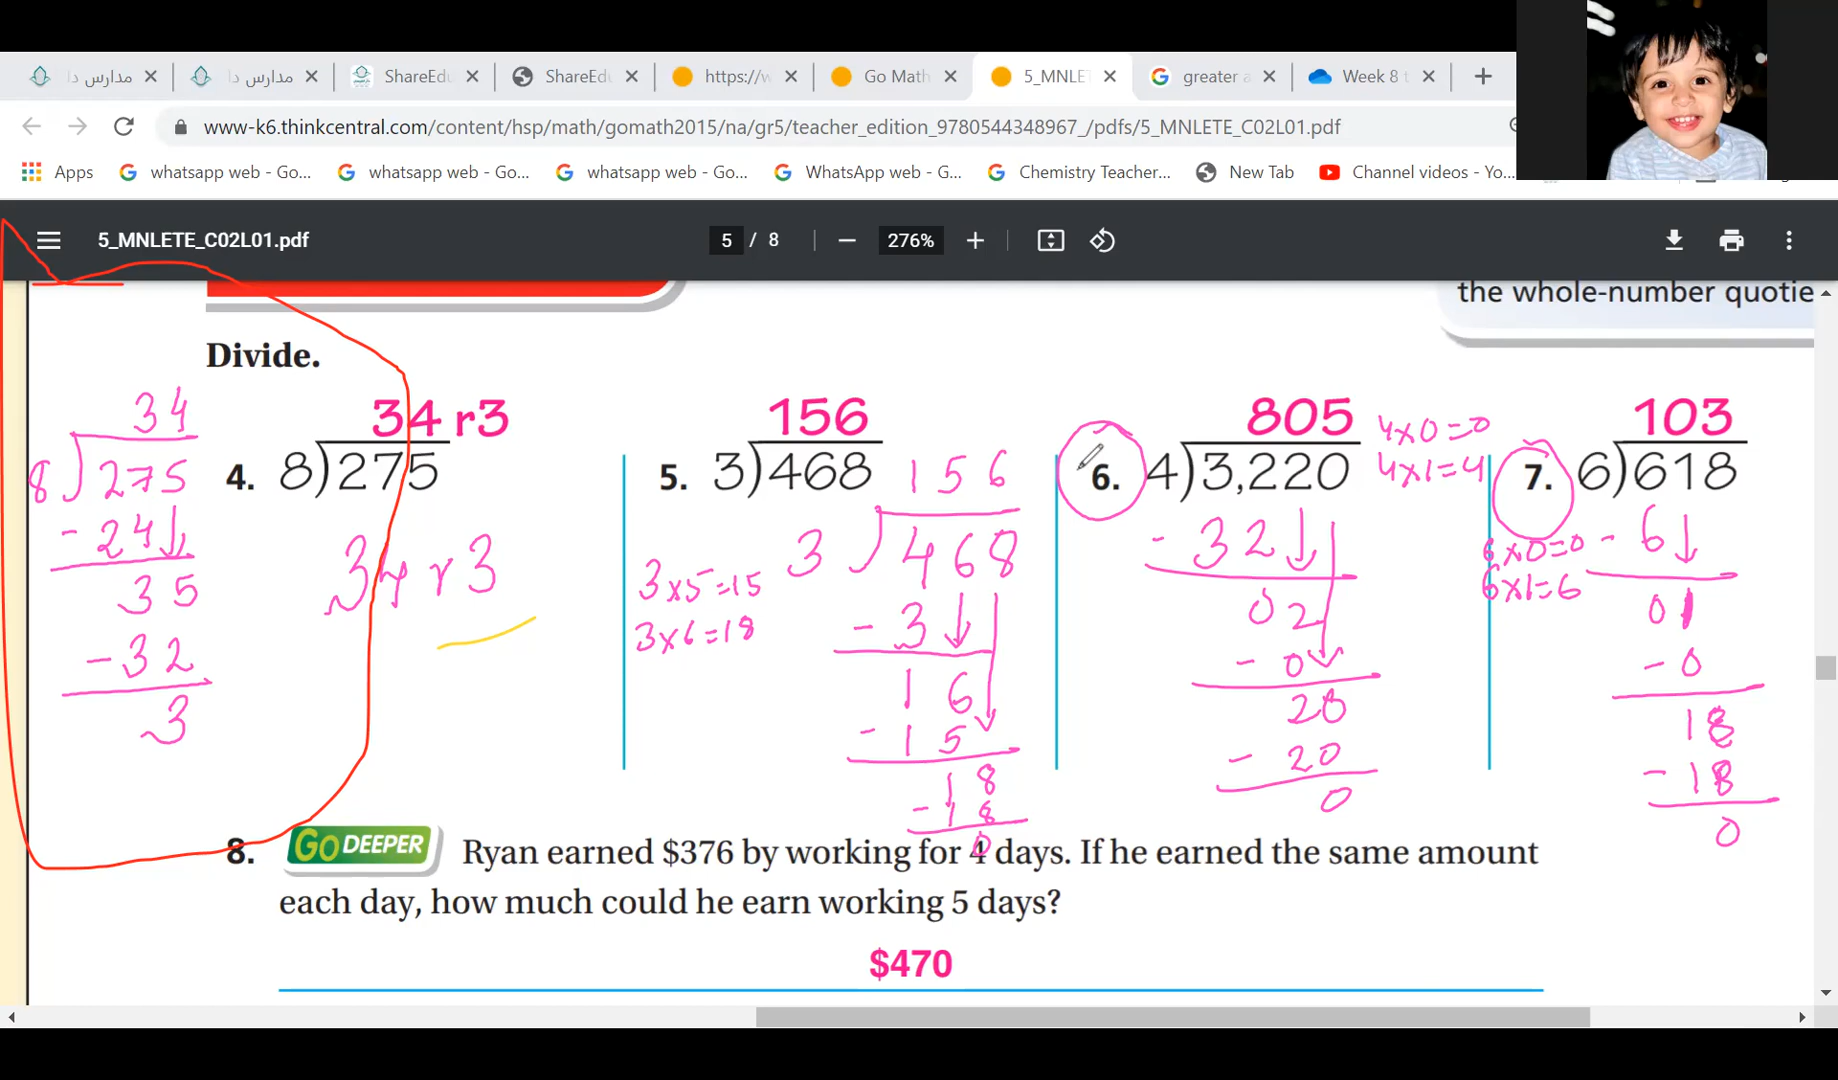 مدارس دا
مدارس دا
ShareEdu
ShareEdu
https://w
Go Math
5_MNLETE
greater a
Week 8 t
www-k6.thinkcentral.com/content/hsp/math/gomath2015/na/gr5/teacher_edition_9780544348967_/pdfs/5_MNLETE_C02L01.pdf
Apps
whatsapp web - Go...
whatsapp web - Go...
whatsapp web - Go...
WhatsApp web - G...
Chemistry Teacher...
New Tab
Channel videos - Yo...
5_MNLETE_C02L01.pdf
5 / 8
276%
the whole-number quotie
Divide.
34
8)275
-24
35
-32
3
34 r3
4. 8)275
34 r3
156
5. 3)468
156
3)468
3x5=15
3x6=18
-3
16
-15
18
-18
0
805
6. 4)3,220
4x0=0
4x1=4
-32
02
-0
20
-20
0
103
7. 6)618
6x0=0
6x1=6
-6
01
-0
18
-18
0
8. GO DEEPER Ryan earned $376 by working for 4 days. If he earned the same amount
each day, how much could he earn working 5 days?
$470